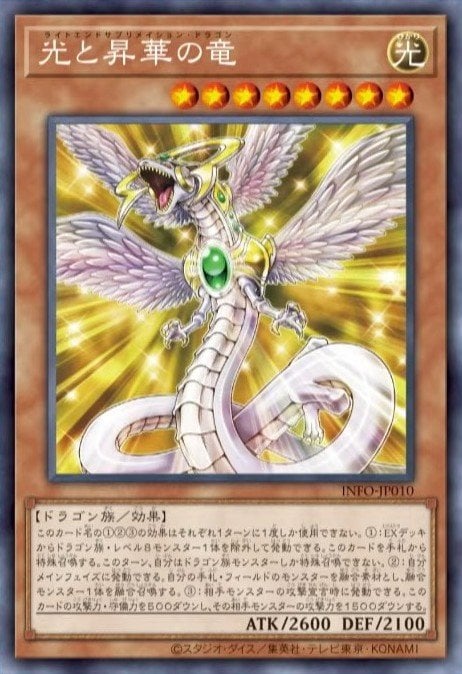 ライトエンドサブリメイション・ドラゴン
光と昇華の竜
ひかり
光
INFO-JP010
【ドラゴン族／効果】
このカード名の①②③の効果はそれぞれ1ターンに1度しか使用できない。①：EXデッキ
からドラゴン族・レベル8モンスター1体を除外して発動できる。このカードを手札から
特殊召喚する。このターン、自分はドラゴン族モンスターしか特殊召喚できない。②：自分
メインフェイズに発動できる。自分の手札・フィールドのモンスターを融合素材とし、融合
モンスター1体を融合召喚する。③：相手モンスターの攻撃宣言時に発動できる。この
カードの攻撃力・守備力を500ダウンし、その相手モンスターの攻撃力を1500ダウンする。
ATK/2600 DEF/2100
©スタジオ・ダイス／集英社・テレビ東京・KONAMI